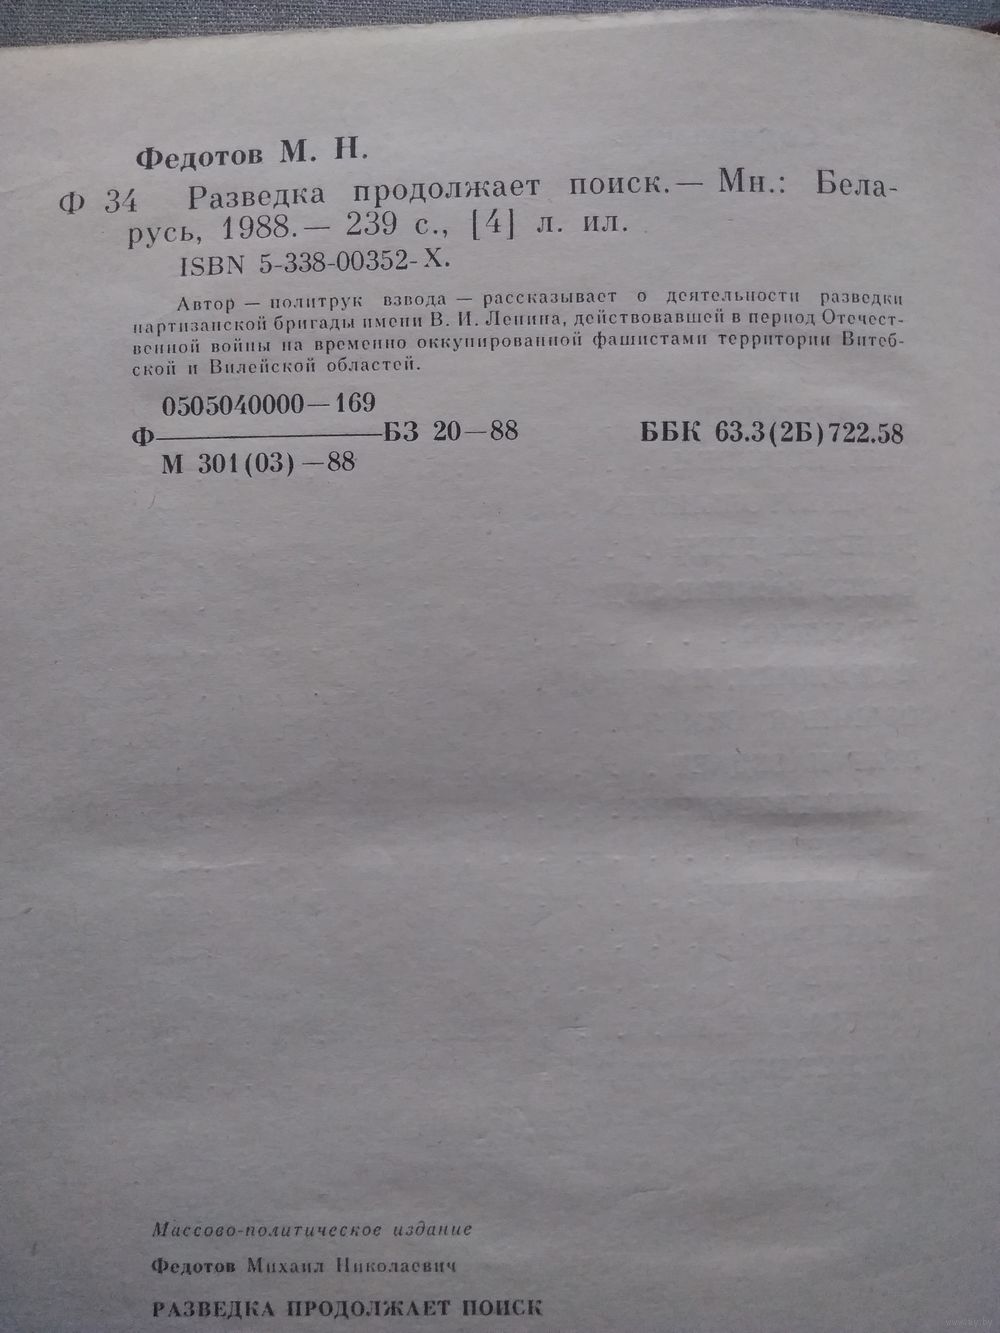 Федотов М. Н.
Ф 34 Разведка продолжает поиск.— Мн.: Бела-
русь, 1988.— 239 с., [4] л. ил.
ISBN 5-338-00352-X.
Автор — политрук взвода — рассказывает о деятельности разведки
партизанской бригады имени В. И. Ленина, действовавшей в период Отечест-
венной войны на временно оккупированной фашистами территории Витеб-
ской и Вилейской областей.
0505040000—169
Ф————БЗ 20—88 ББК 63.3(2Б)722.58
М 301(03)—88
Массово-политическое издание
Федотов Михаил Николаевич
РАЗВЕДКА ПРОДОЛЖАЕТ ПОИСК
www.ay.by